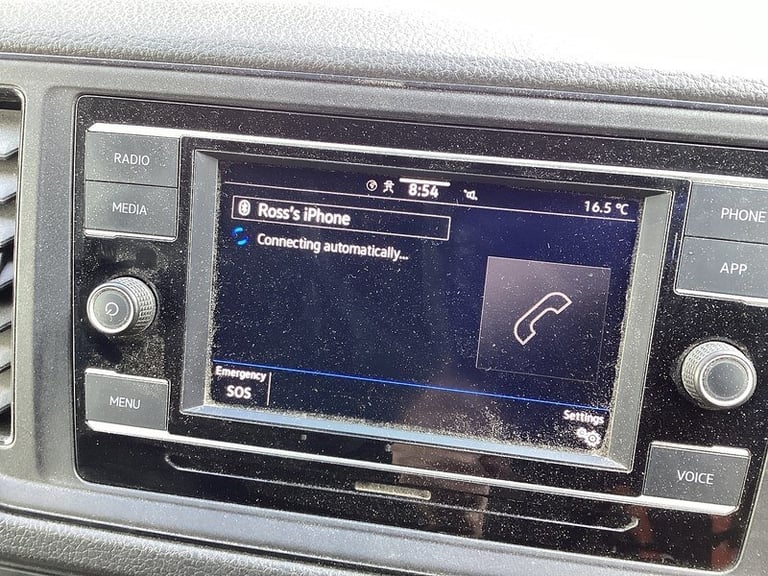 RADIO
MEDIA
MENU
8:54
16.5 °C
Ross's iPhone
Connecting automatically...
Emergency
SOS
Settings
PHONE
APP
VOICE